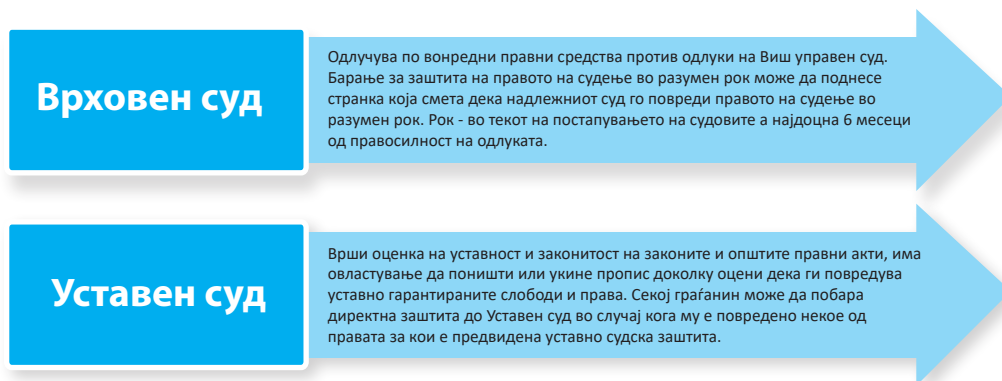 Врховен суд
Одлучува по вонредни правни средства против одлуки на Виш управен суд.
Барање за заштита на правото на судење во разумен рок може да поднесе
странка која смета дека надлежниот суд го повреди правото на судење во
разумен рок. Рок - во текот на постапувањето на судовите а најдоцна 6 месеци
од правосилност на одлуката.
Уставен суд
Врши оценка на уставност и законитост на законите и општите правни акти, има
овластување да поништи или укине пропис доколку оцени дека ги повредува
уставно гарантираните слободи и права. Секој граѓанин може да побара
директна заштита до Уставен суд во случај кога му е повредено некое од
правата за кои е предвидена уставно судска заштита.